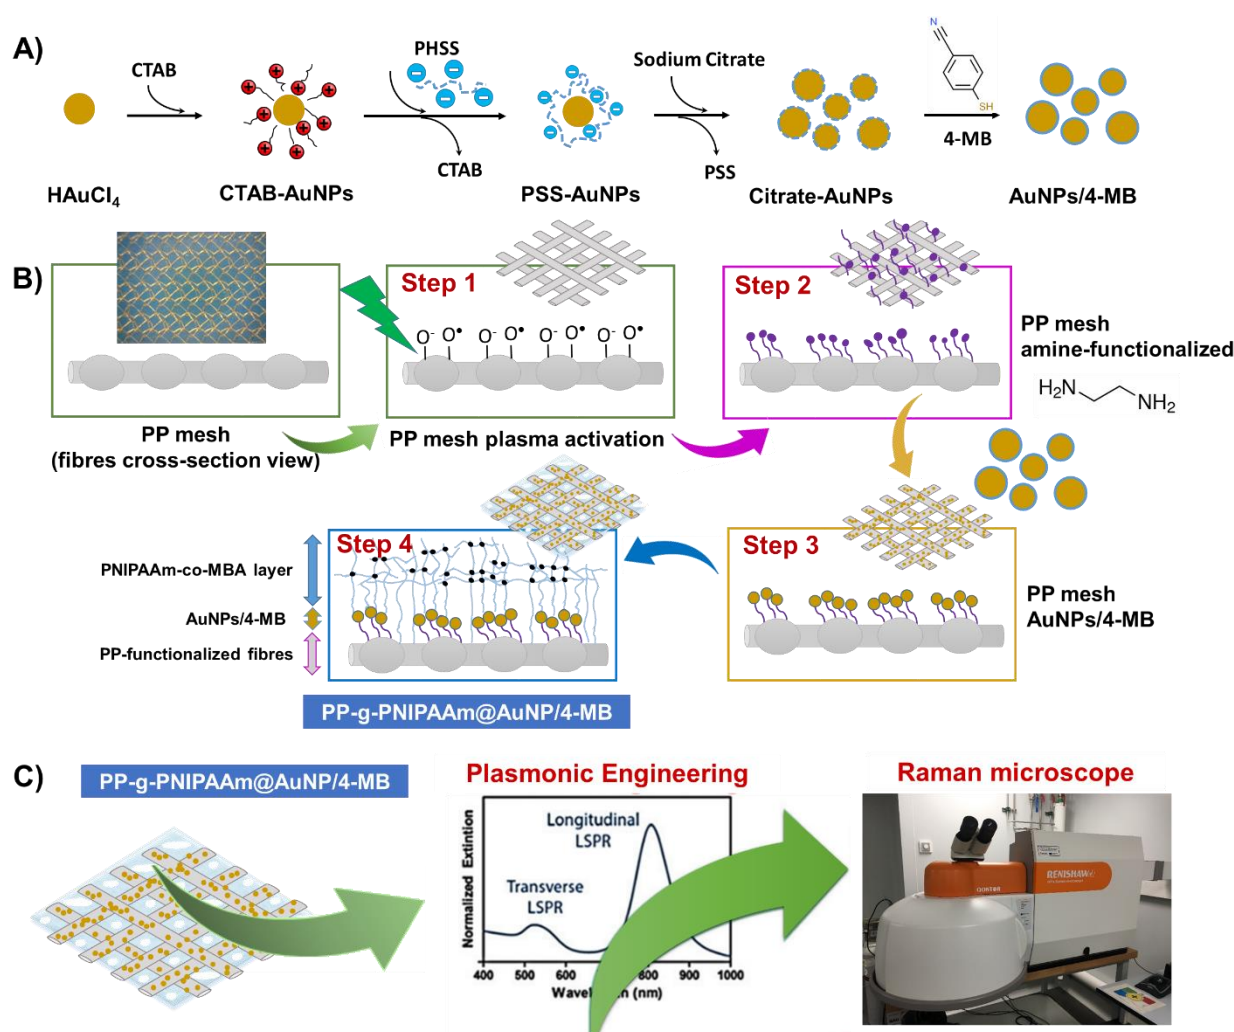 A)
CTAB
PHSS
Sodium Citrate
N
SH
4-MB
CTAB
PSS
HAuCl₄
CTAB-AuNPs
PSS-AuNPs
Citrate-AuNPs
AuNPs/4-MB
B)
Step 1
O⁻ O• O⁻ O• O⁻ O• O⁻ O•
Step 2
PP mesh
amine-functionalized
H₂N
NH₂
PP mesh
(fibres cross-section view)
PP mesh plasma activation
Step 4
Step 3
PNIPAAm-co-MBA layer
AuNPs/4-MB
PP-functionalized fibres
PP mesh
AuNPs/4-MB
PP-g-PNIPAAm@AuNP/4-MB
C)
PP-g-PNIPAAm@AuNP/4-MB
Plasmonic Engineering
Raman microscope
Normalized Extintion
Longitudinal
LSPR
Transverse
LSPR
400 500 600 800 900 1000
(nm)
RENISHAW